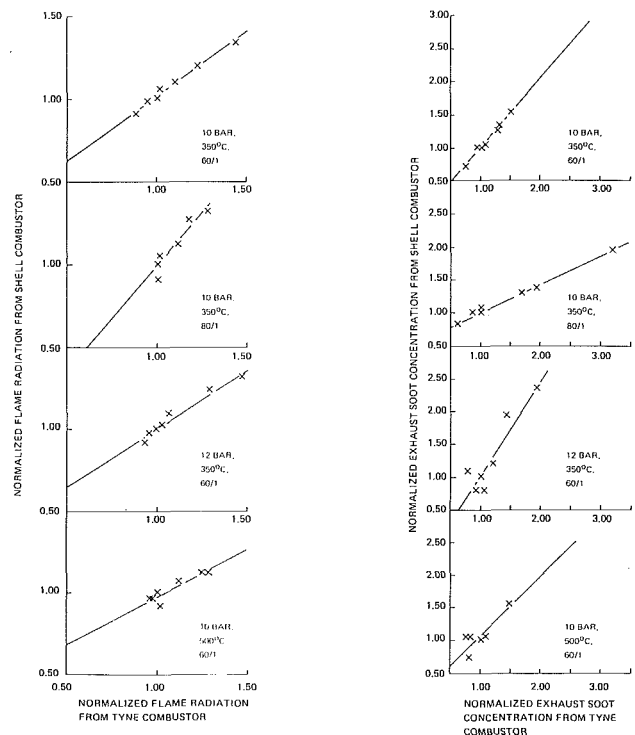 1.50
1.00
0.50
1.00 1.50
10 BAR,
350°C,
60/1
1.00
0.50
10 BAR,
350°C,
80/1
1.00
0.50
12 BAR,
350°C,
60/1
1.00
0.50
0.50 1.00 1.50
10 BAR,
500°C,
60/1
NORMALIZED FLAME RADIATION FROM SHELL COMBUSTOR
NORMALIZED FLAME RADIATION
FROM TYNE COMBUSTOR
3.00
2.50
2.00
1.50
1.00
0.50
1.00 2.00 3.00
10 BAR,
350°C,
60/1
2.00
1.50
1.00
0.50
1.00 2.00 3.00
10 BAR,
350°C,
80/1
2.50
2.00
1.50
1.00
0.50
1.00 2.00 3.00
12 BAR,
350°C,
60/1
2.50
2.00
1.50
1.00
0.50
1.00 2.00 3.00
10 BAR,
500°C,
60/1
NORMALIZED EXHAUST SOOT CONCENTRATION FROM SHELL COMBUSTOR
NORMALIZED EXHAUST SOOT
CONCENTRATION FROM TYNE
COMBUSTOR